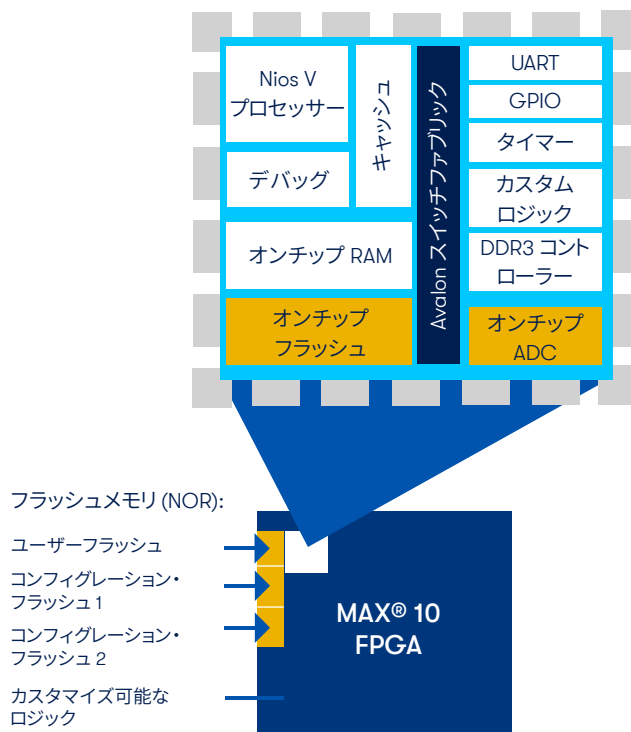 Nios V
プロセッサー
デバッグ
キャッシュ
オンチップ RAM
オンチップ
フラッシュ
Avalon スイッチファブリック
UART
GPIO
タイマー
カスタム
ロジック
DDR3 コント
ローラー
オンチップ
ADC
フラッシュメモリ (NOR):
ユーザーフラッシュ
コンフィグレーション・
フラッシュ 1
コンフィグレーション・
フラッシュ 2
カスタマイズ可能な
ロジック
MAX® 10
FPGA